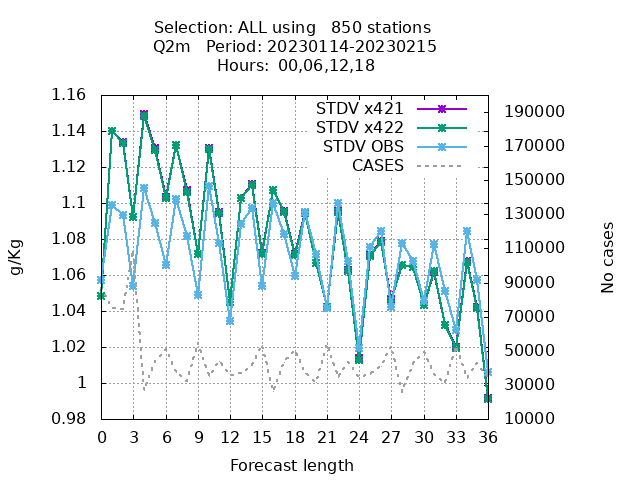 Selection: ALL using   850 stations
Q2m   Period: 20230114-20230215
Hours:  00,06,12,18
STDV x421
STDV x422
STDV OBS
CASES
1.16
1.14
1.12
1.1
1.08
1.06
1.04
1.02
1
0.98
g/Kg
190000
170000
150000
130000
110000
90000
70000
50000
30000
10000
No cases
0 3 6 9 12 15 18 21 24 27 30 33 36
Forecast length